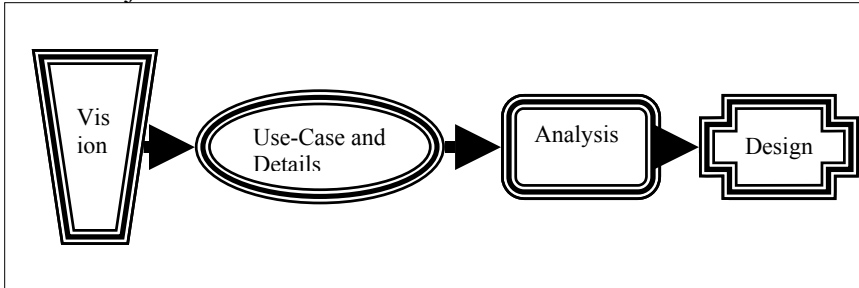 Vis
ion
Use-Case and
Details
Analysis
Design